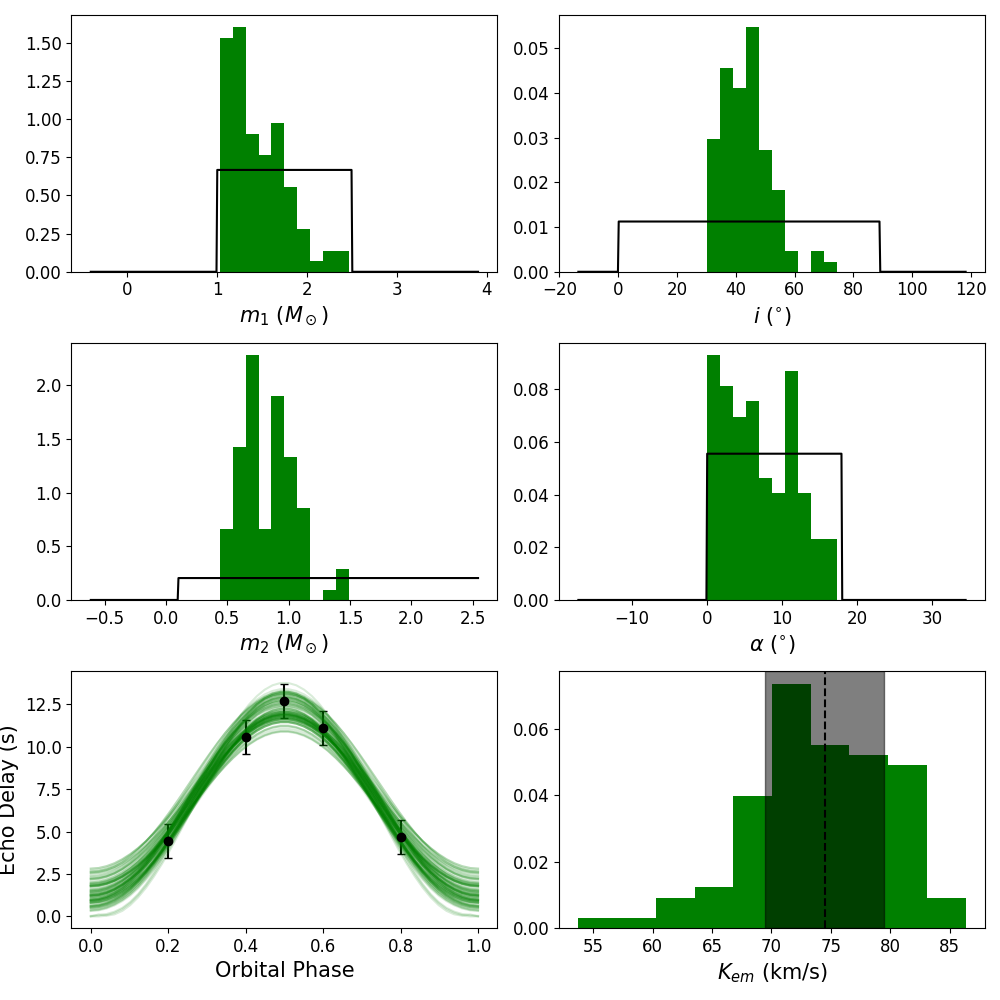 1.50
1.25
1.00
0.75
0.50
0.25
0.00
0 1 2 3 4
m₁ (M⊙)
0.05
0.04
0.03
0.02
0.01
0.00
−20 0 20 40 60 80 100 120
i (°)
2.0
1.5
1.0
0.5
0.0
−0.5 0.0 0.5 1.0 1.5 2.0 2.5
m₂ (M⊙)
0.08
0.06
0.04
0.02
0.00
−10 0 10 20 30
α (°)
Echo Delay (s)
12.5
10.0
7.5
5.0
2.5
0.0
0.0 0.2 0.4 0.6 0.8 1.0
Orbital Phase
0.06
0.04
0.02
0.00
55 60 65 70 75 80 85
K_em (km/s)